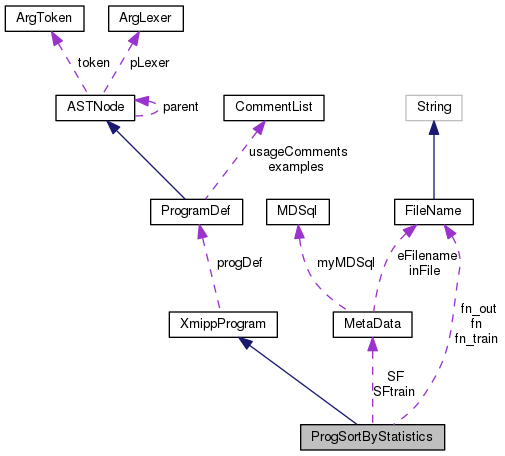 ArgToken
ArgLexer
token
pLexer
ASTNode
parent
CommentList
String
usageComments
examples
ProgramDef
MDSql
FileName
progDef
myMDSql
eFilename
inFile
fn_out
fn
fn_train
XmippProgram
MetaData
SF
SFtrain
ProgSortByStatistics